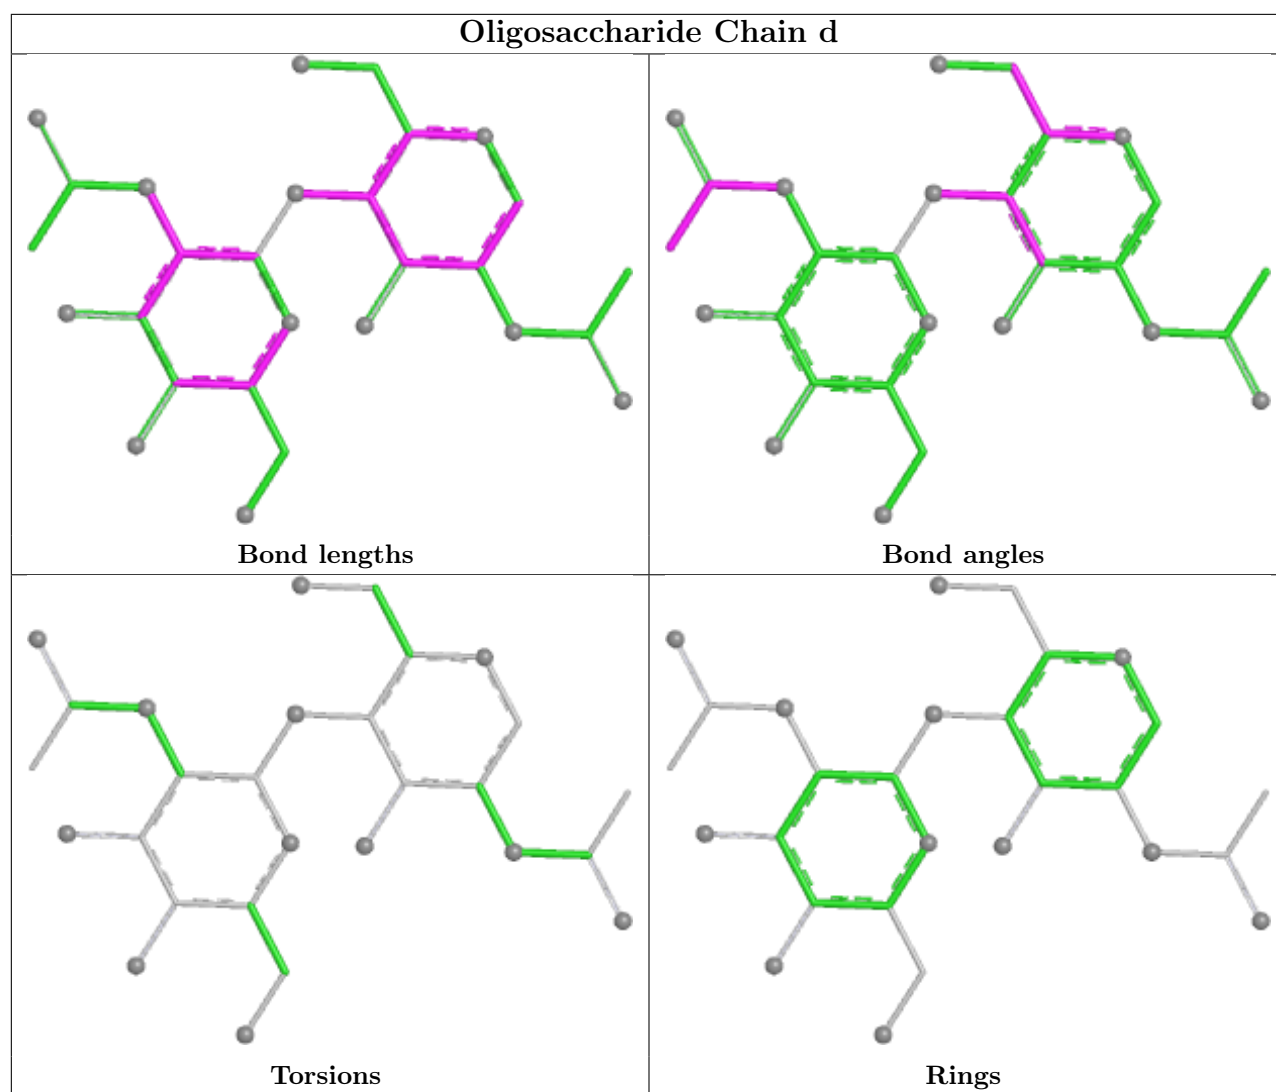 Oligosaccharide Chain d
Bond lengths
Bond angles
Torsions
Rings